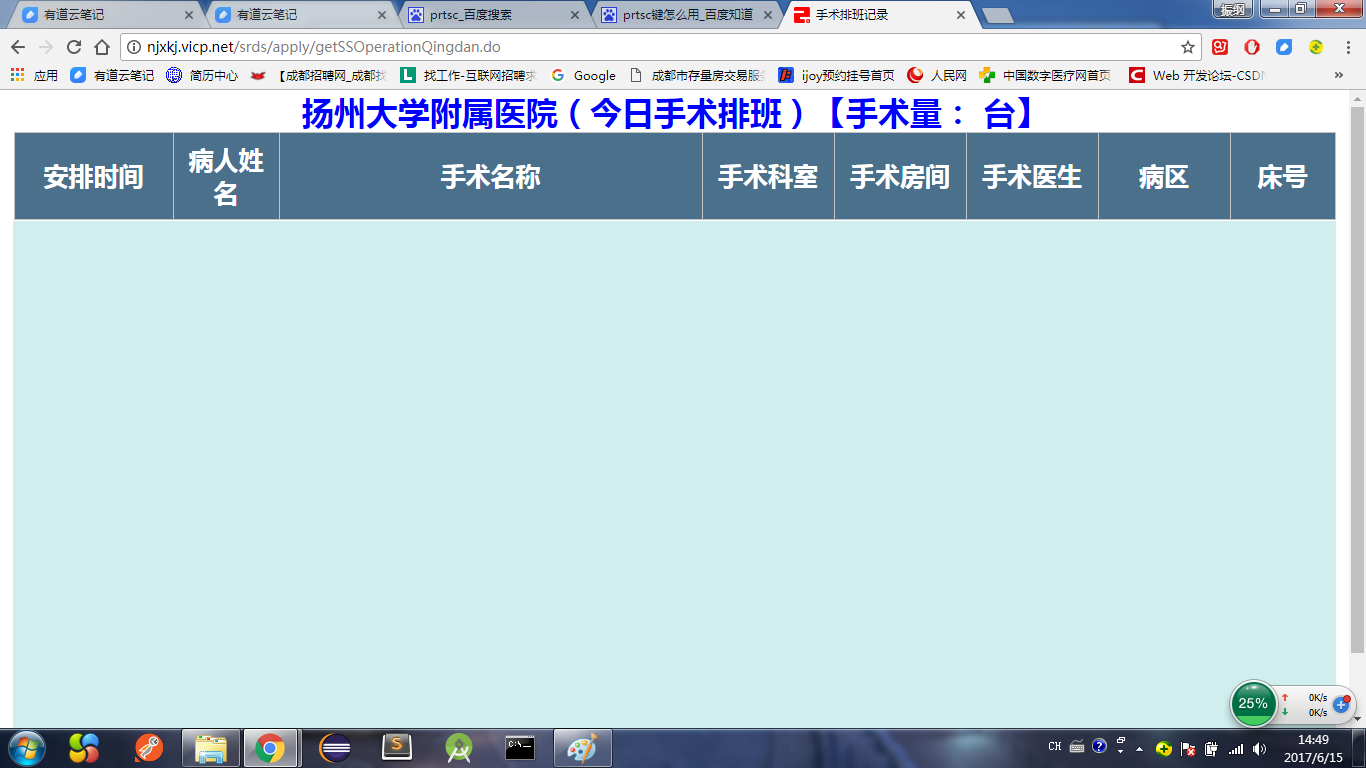 有道云笔记
有道云笔记
prtsc_百度搜索
prtsc键怎么用_百度知道
手术排班记录
振纲
njxkj.vicp.net/srds/apply/getSSOperationQingdan.do
应用
有道云笔记
简历中心
【成都招聘网_成都找
找工作-互联网招聘求
Google
成都市存量房交易服
ijoy预约挂号首页
人民网
中国数字医疗网首页
Web 开发论坛-CSDN
»
扬州大学附属医院（今日手术排班）【手术量： 台】
安排时间
病人姓
名
手术名称
手术科室
手术房间
手术医生
病区
床号
25%
0K/s
0K/s
CH
14:49
2017/6/15